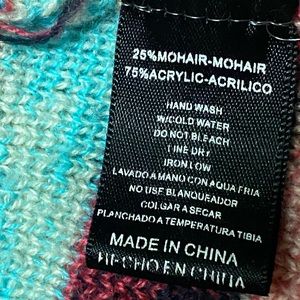 25%MOHAIR-MOHAIR
75%ACRYLIC-ACRILICO
HAND WASH
W/COLD WATER
DO NOT BLEACH
LINE DRY
IRON LOW
LAVADO A MANO CON AQUA FRIA
NO USE BLANQUEADOR
COLGAR A SECAR
PLANCHADO A TEMPERATURA TIBIA
MADE IN CHINA
HECHO EN CHINA